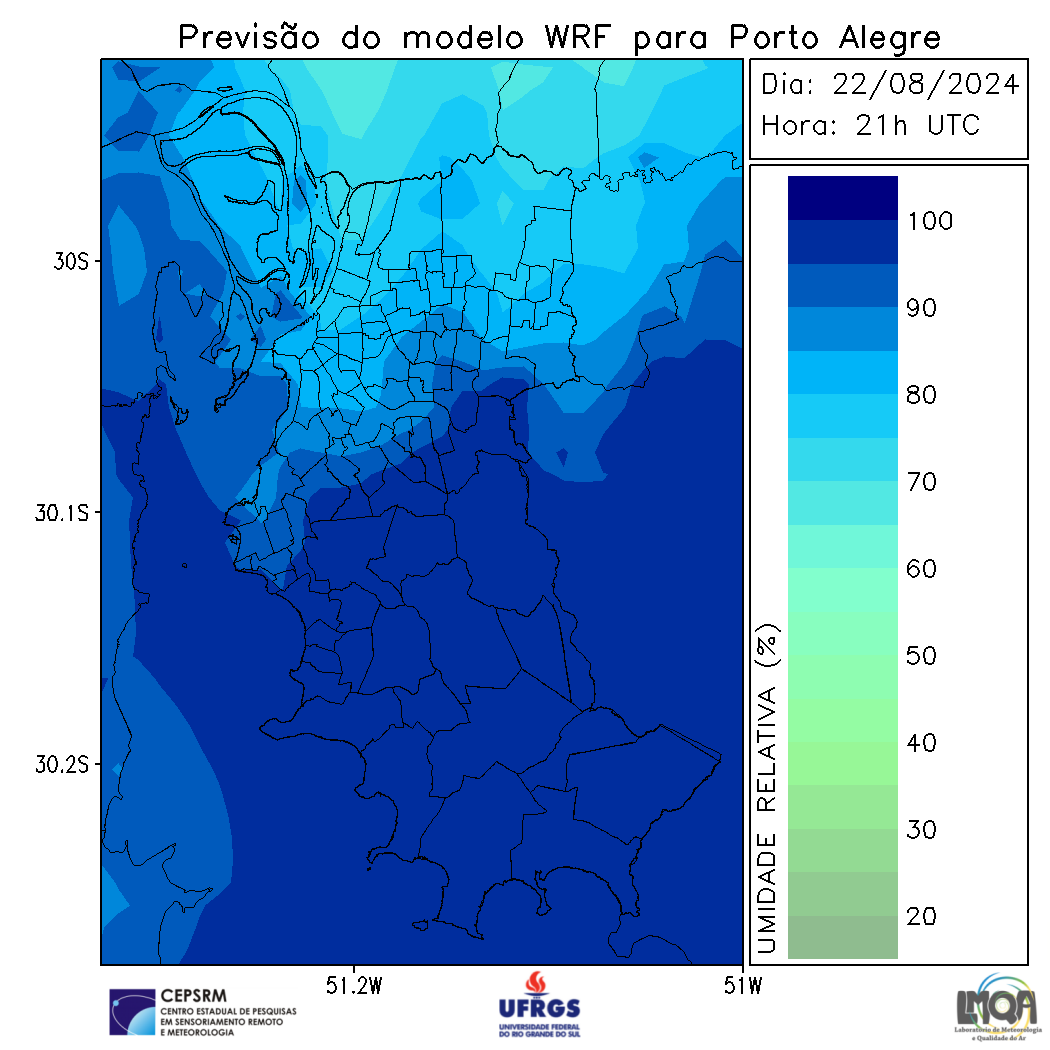 Previsão do modelo WRF para Porto Alegre
Dia: 22/08/2024
Hora: 21h UTC
30S
30.1S
30.2S
51.2W
51W
100
90
80
70
60
50
40
30
20
UMIDADE RELATIVA (%)
CEPSRM
CENTRO ESTADUAL DE PESQUISAS
EM SENSORIAMENTO REMOTO
E METEOROLOGIA
UFRGS
UNIVERSIDADE FEDERAL
DO RIO GRANDE DO SUL
LMQA
Laboratório de Meteorologia
e Qualidade do Ar